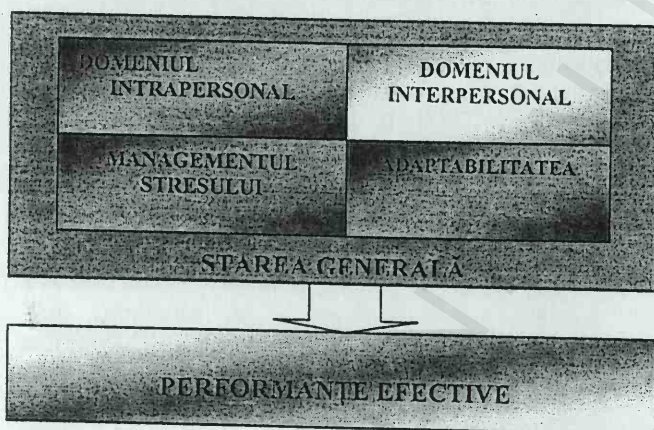 DOMENIUL
INTRAPERSONAL
DOMENIUL
INTERPERSONAL
MANAGEMENTUL
STRESULUI
ADAPTABILITATEA
STAREA GENERALĂ
PERFORMANȚE EFECTIVE